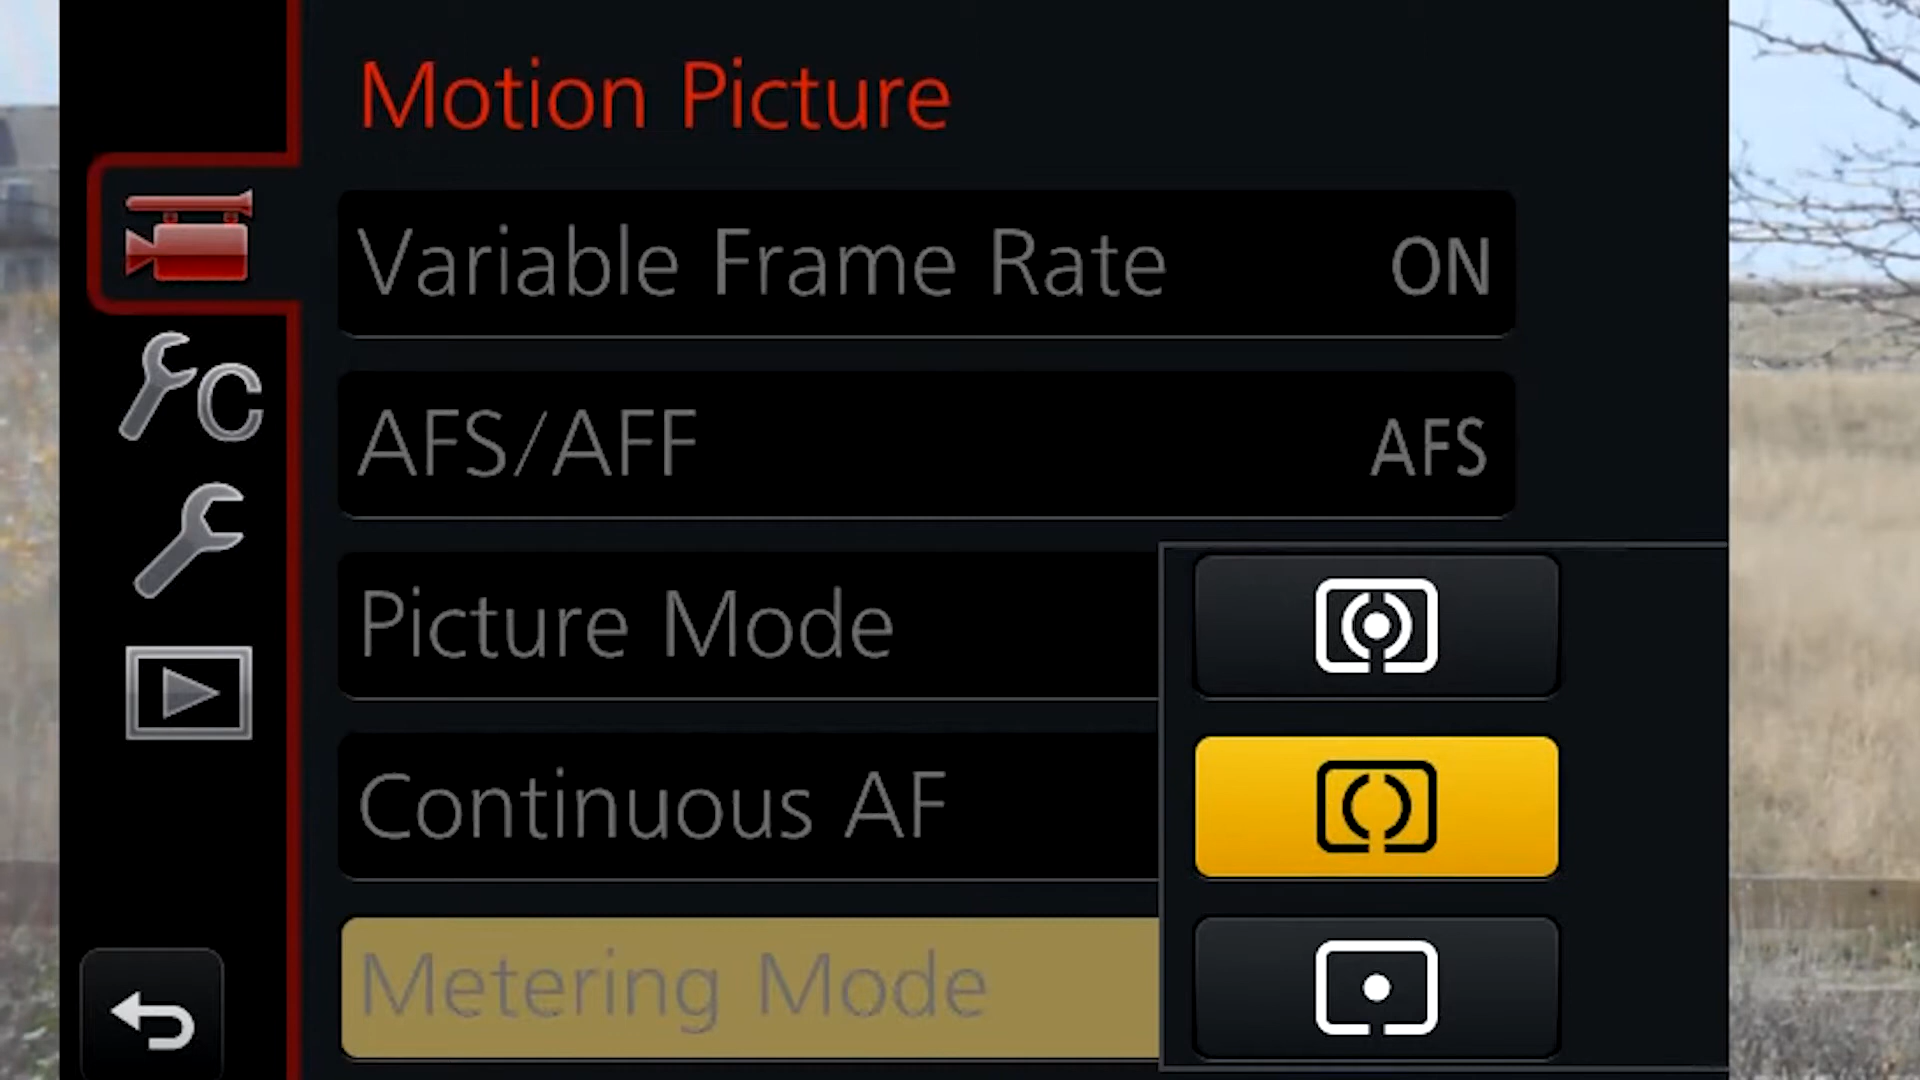 Motion Picture
Variable Frame Rate ON
C
AFS/AFF AFS
Picture Mode
Continuous AF
Metering Mode